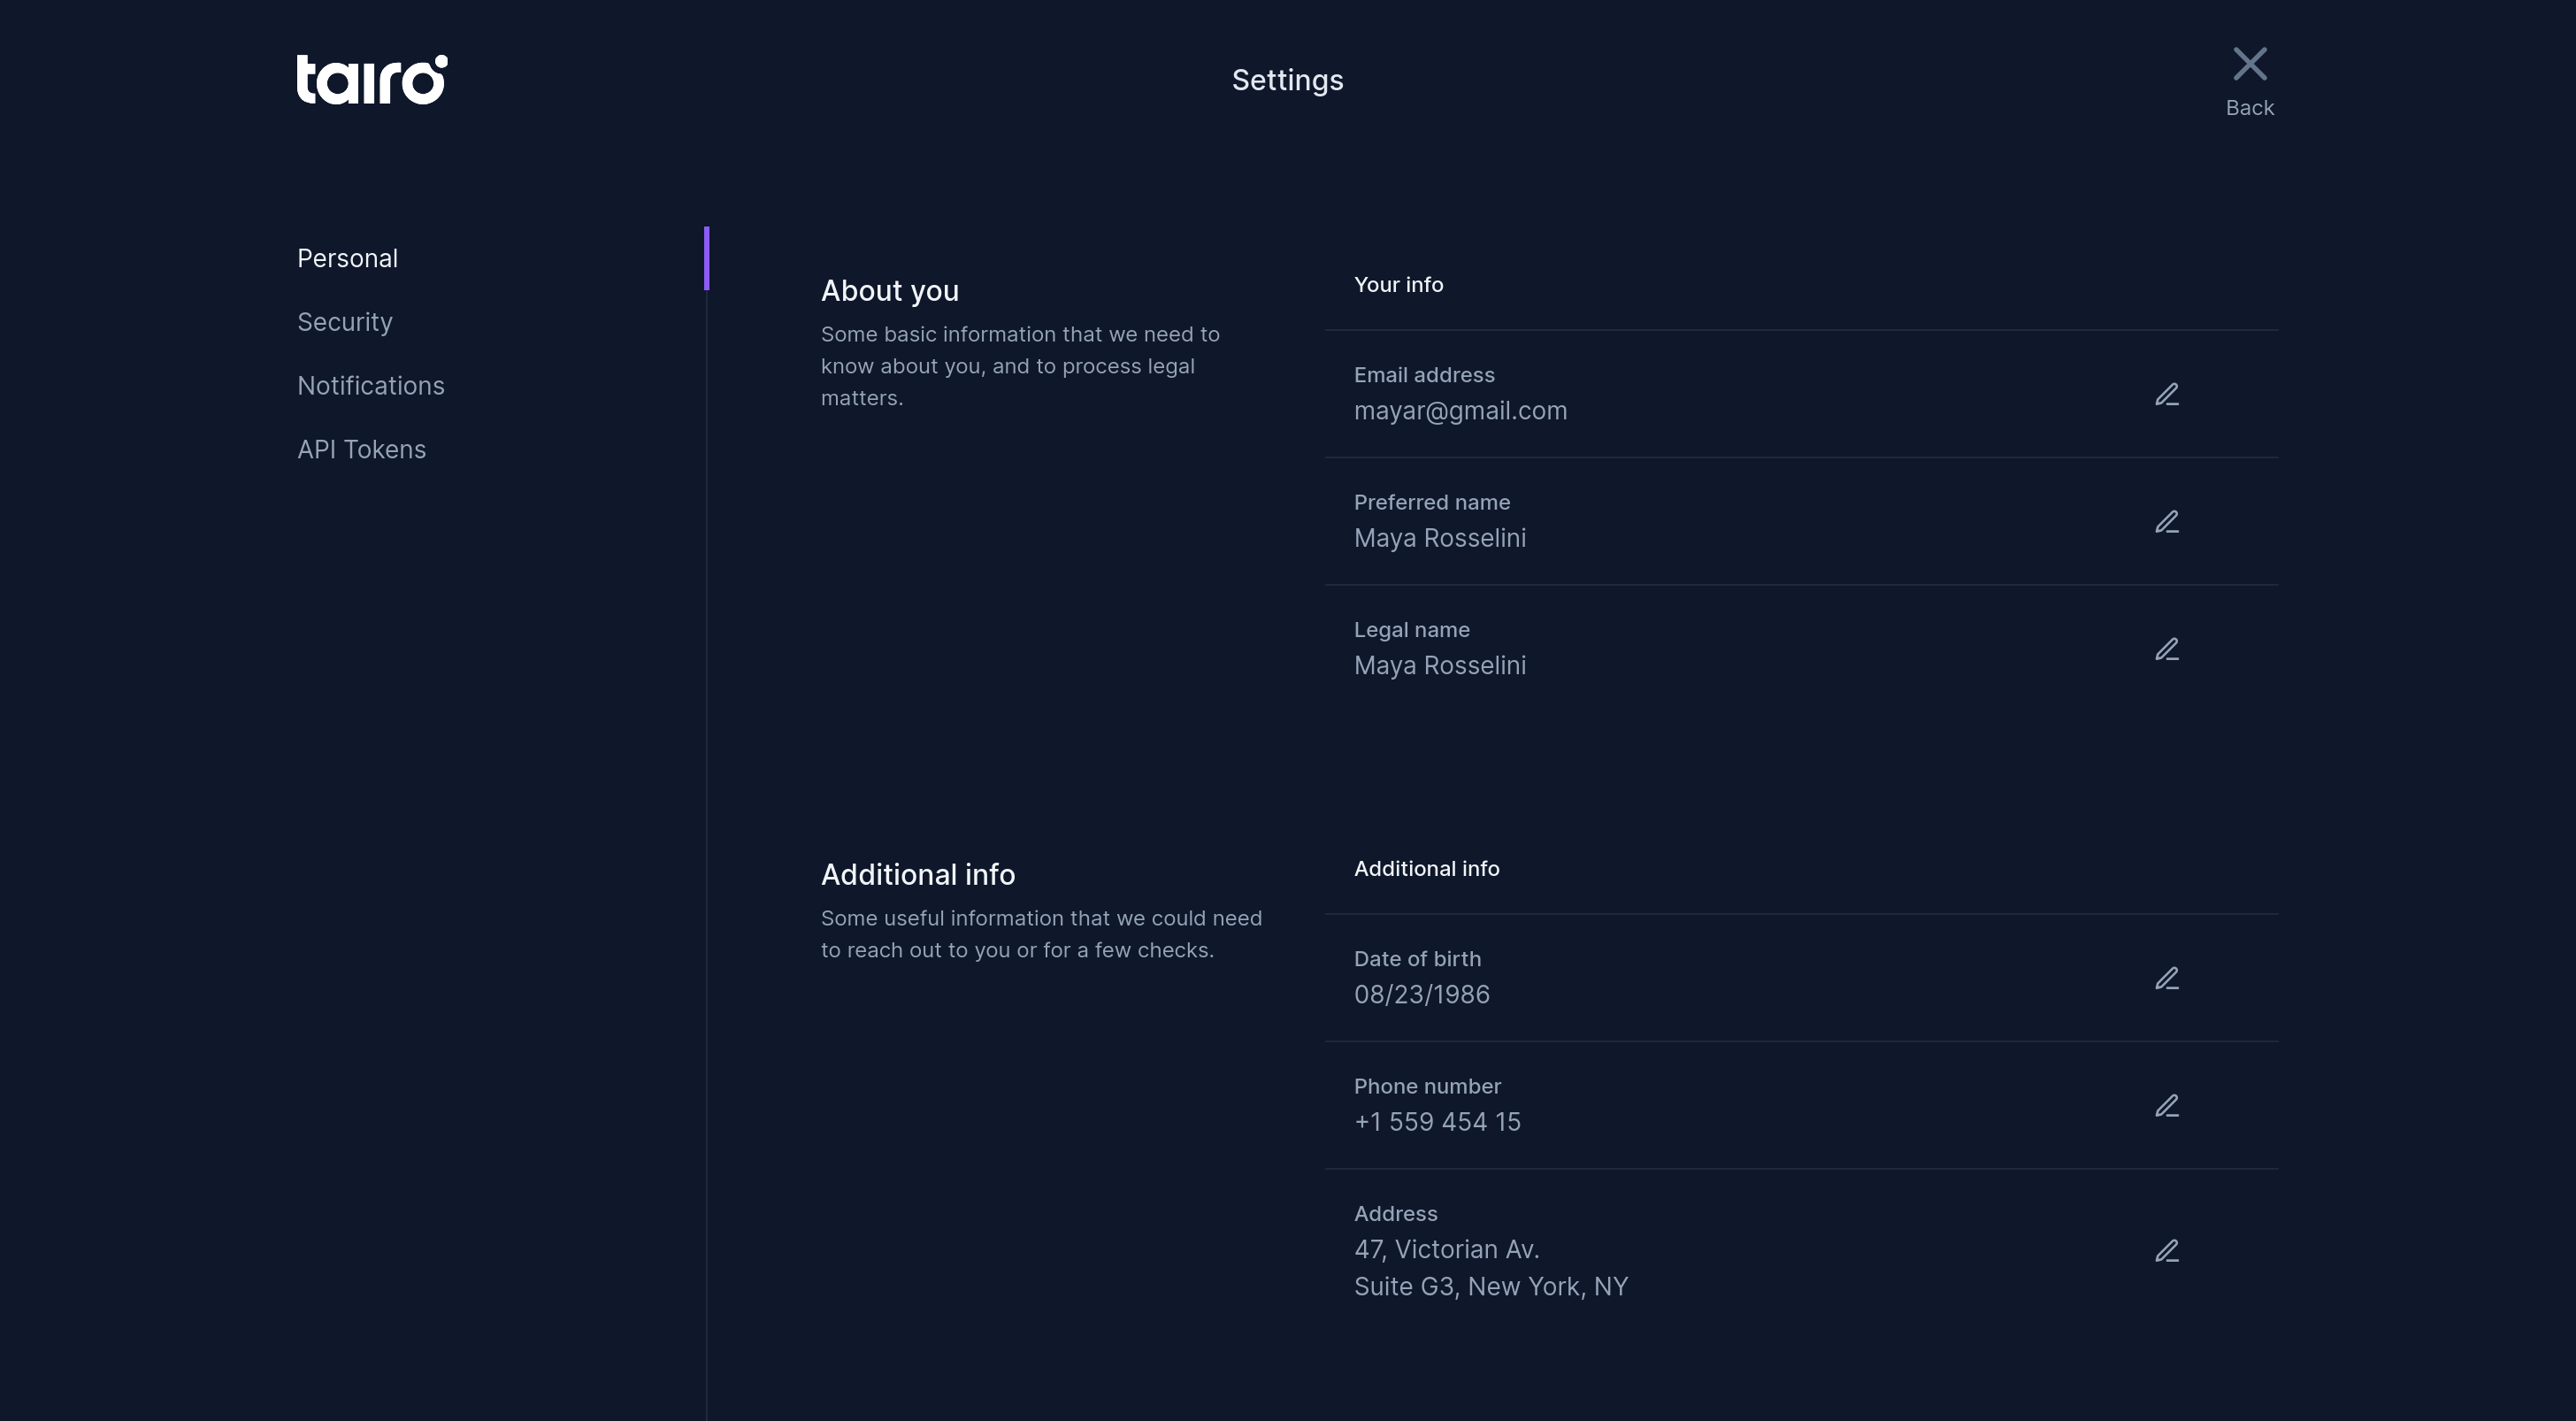 tairo
Settings
Back
Personal
Security
Notifications
API Tokens
About you
Some basic information that we need to
know about you, and to process legal
matters.
Your info
Email address
mayar@gmail.com
Preferred name
Maya Rosselini
Legal name
Maya Rosselini
Additional info
Some useful information that we could need
to reach out to you or for a few checks.
Additional info
Date of birth
08/23/1986
Phone number
+1 559 454 15
Address
47, Victorian Av.
Suite G3, New York, NY